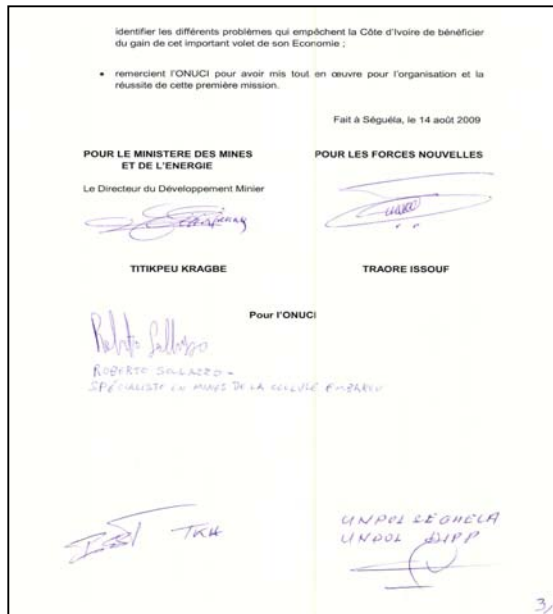 identifier les différents problèmes qui empêchent la Côte d'Ivoire de bénéficier
du gain de cet important volet de son Economie ;
• remercient l'ONUCI pour avoir mis tout en œuvre pour l'organisation et la
réussite de cette première mission.
Fait à Séguéla, le 14 août 2009
POUR LE MINISTERE DES MINES
ET DE L'ENERGIE
Le Directeur du Développement Minier
TITIKPEU KRAGBE
POUR LES FORCES NOUVELLES
TRAORE ISSOUF
Pour l'ONUCI
Roberto Sollazzo
ROBERTO SOLLAZZO -
SPÉCIALISTE EN MINES DE LA CELLULE EMBARGO
TKH
UNPOL SEGUELA
UNPOL
3/